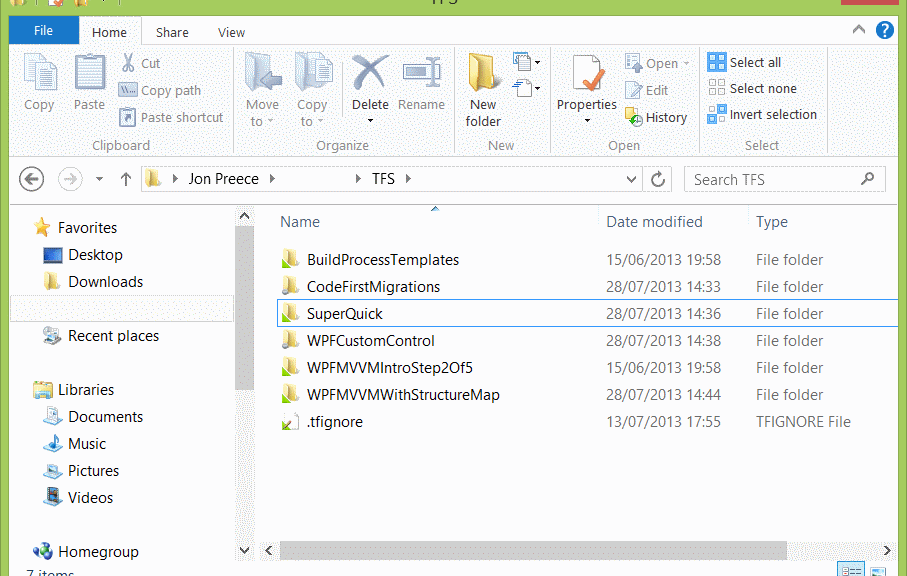 TFS
File Home Share View
Copy Paste Cut Copy path Paste shortcut Move to Copy to Delete Rename New folder Properties Open Edit History Select all Select none Invert selection
Clipboard Organize New Open Select
Jon Preece TFS Search TFS
Favorites
Desktop
Downloads
Recent places
Libraries
Documents
Music
Pictures
Videos
Homegroup
Name Date modified Type
BuildProcessTemplates 15/06/2013 19:58 File folder
CodeFirstMigrations 28/07/2013 14:33 File folder
SuperQuick 28/07/2013 14:36 File folder
WPFCustomControl 28/07/2013 14:38 File folder
WPFMVVMIntroStep2Of5 15/06/2013 19:58 File folder
WPFMVVMWithStructureMap 28/07/2013 14:44 File folder
.tfignore 13/07/2013 17:55 TFIGNORE File
7 items